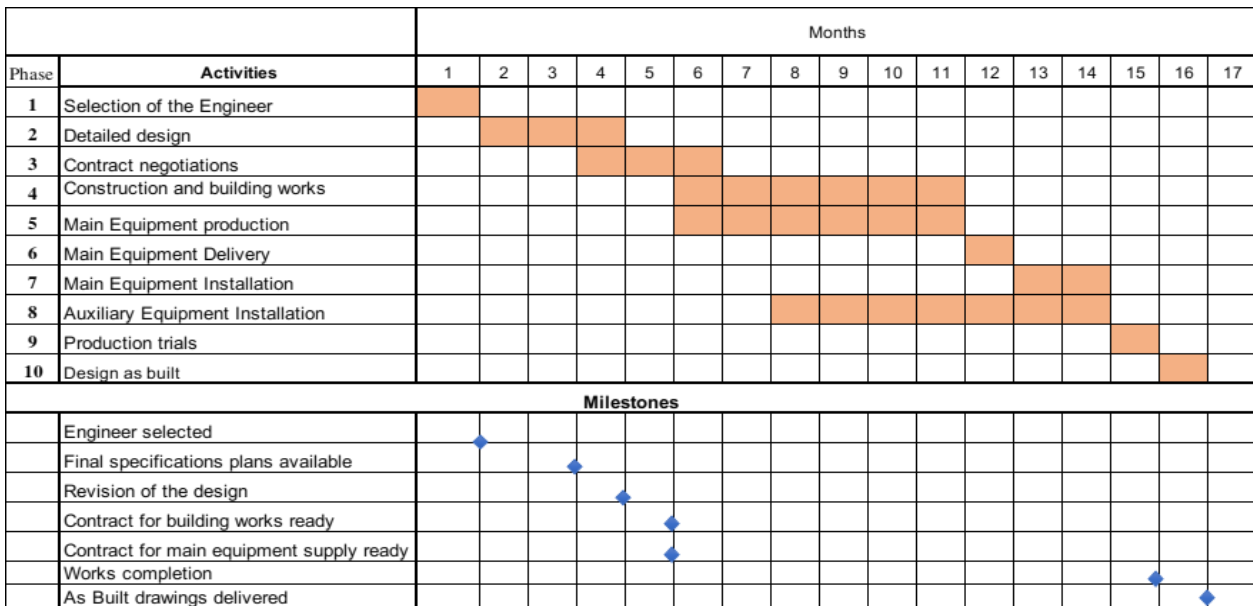 Months
Phase Activities 1 2 3 4 5 6 7 8 9 10 11 12 13 14 15 16 17
1 Selection of the Engineer
2 Detailed design
3 Contract negotiations
4 Construction and building works
5 Main Equipment production
6 Main Equipment Delivery
7 Main Equipment Installation
8 Auxiliary Equipment Installation
9 Production trials
10 Design as built
Milestones
Engineer selected
Final specifications plans available
Revision of the design
Contract for building works ready
Contract for main equipment supply ready
Works completion
As Built drawings delivered